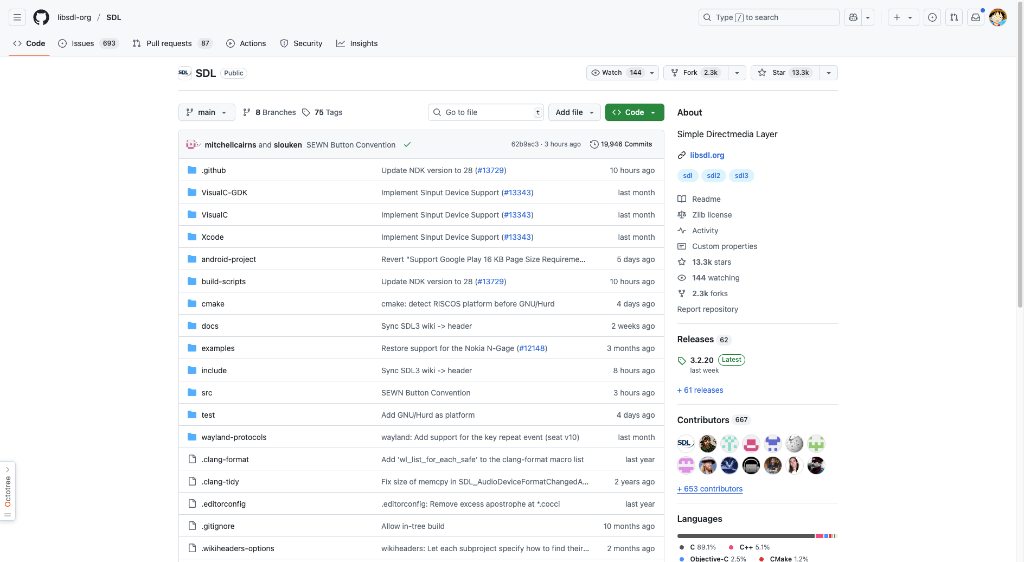 libsdl-org / SDL
Type / to search
Code
Issues 693
Pull requests 87
Actions
Security
Insights
SDL SDL Public
Watch 144
Fork 2.3k
Star 13.3k
main
8 Branches
75 Tags
Go to file t
Add file
Code
mitchellcairns and slouken SEWN Button Convention
62b9ac3 · 3 hours ago
19,946 Commits
.github Update NDK version to 28 (#13729) 10 hours ago
VisualC-GDK Implement SInput Device Support (#13343) last month
VisualC Implement SInput Device Support (#13343) last month
Xcode Implement SInput Device Support (#13343) last month
android-project Revert "Support Google Play 16 KB Page Size Requireme... 5 days ago
build-scripts Update NDK version to 28 (#13729) 10 hours ago
cmake cmake: detect RISCOS platform before GNU/Hurd 4 days ago
docs Sync SDL3 wiki -> header 2 weeks ago
examples Restore support for the Nokia N-Gage (#12148) 3 months ago
include Sync SDL3 wiki -> header 8 hours ago
src SEWN Button Convention 3 hours ago
test Add GNU/Hurd as platform 4 days ago
wayland-protocols wayland: Add support for the key repeat event (seat v10) last month
.clang-format Add 'wl_list_for_each_safe' to the clang-format macro list last year
.clang-tidy Fix size of memcpy in SDL_AudioDeviceFormatChangedA... 2 years ago
.editorconfig .editorconfig: Remove excess apostrophe at *.cocci last year
.gitignore Allow in-tree build 10 months ago
.wikiheaders-options wikiheaders: Let each subproject specify how to find their... 2 months ago
About
Simple Directmedia Layer
libsdl.org
sdl sdl2 sdl3
Readme
Zlib license
Activity
Custom properties
13.3k stars
144 watching
2.3k forks
Report repository
Releases 62
3.2.20 Latest
last week
+ 61 releases
Contributors 667
SDL
+ 653 contributors
Languages
C 89.1% C++ 5.1%
Objective-C 2.5% CMake 1.2%
Octotree